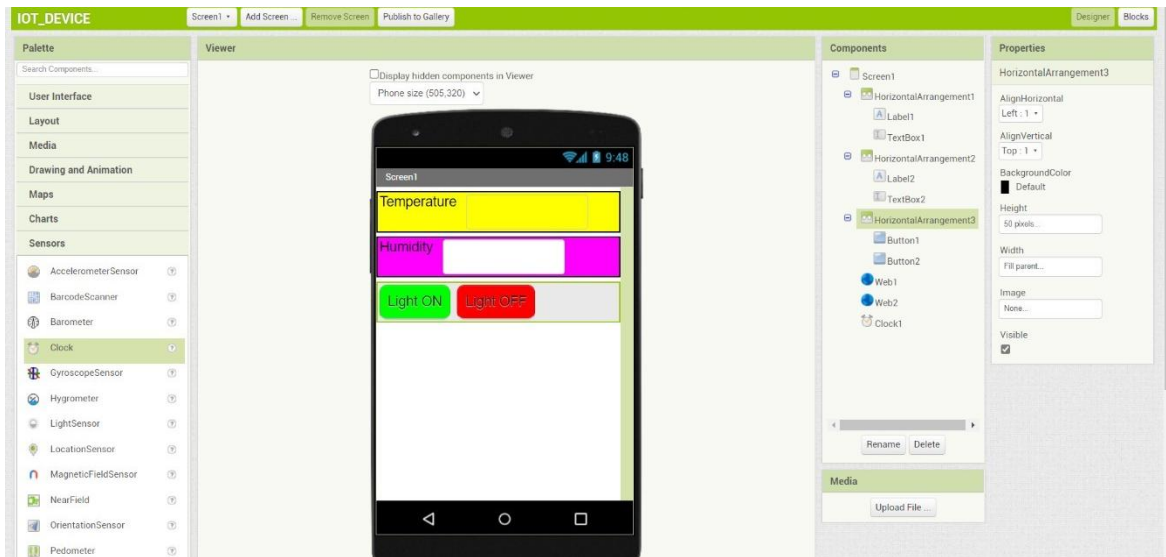 IOT_DEVICE
Screen1
Add Screen ...
Remove Screen
Publish to Gallery
Designer
Blocks
Palette
Search Components...
User Interface
Layout
Media
Drawing and Animation
Maps
Charts
Sensors
AccelerometerSensor
BarcodeScanner
Barometer
Clock
GyroscopeSensor
Hygrometer
LightSensor
LocationSensor
MagneticFieldSensor
NearField
OrientationSensor
Pedometer
Viewer
Display hidden components in Viewer
Phone size (505,320)
9:48
Screen1
Temperature
Humidity
Light ON Light OFF
Components
Screen1
HorizontalArrangement1
Label1
TextBox1
HorizontalArrangement2
Label2
TextBox2
HorizontalArrangement3
Button1
Button2
Web1
Web2
Clock1
Rename Delete
Media
Upload File ...
Properties
HorizontalArrangement3
AlignHorizontal
Left : 1
AlignVertical
Top : 1
BackgroundColor
Default
Height
50 pixels...
Width
Fill parent...
Image
None...
Visible